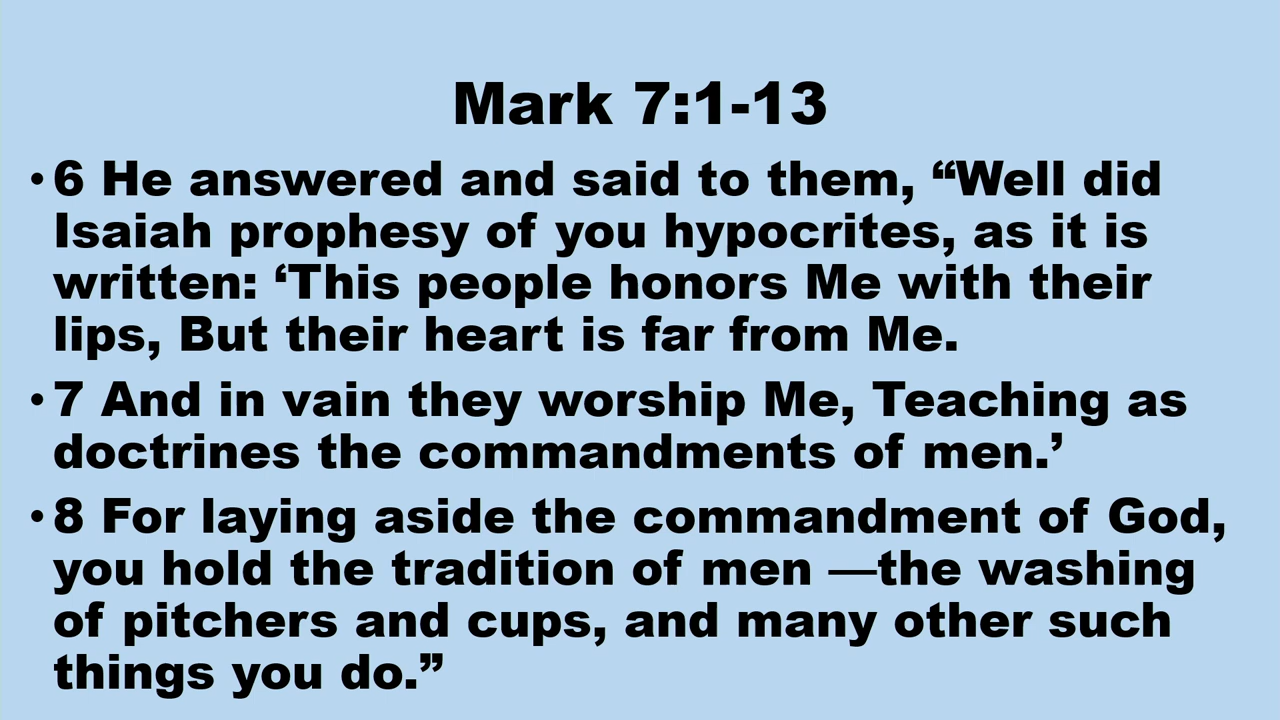 Mark 7:1-13
• 6 He answered and said to them, “Well did
Isaiah prophesy of you hypocrites, as it is
written: ‘This people honors Me with their
lips, But their heart is far from Me.
• 7 And in vain they worship Me, Teaching as
doctrines the commandments of men.’
• 8 For laying aside the commandment of God,
you hold the tradition of men —the washing
of pitchers and cups, and many other such
things you do.”